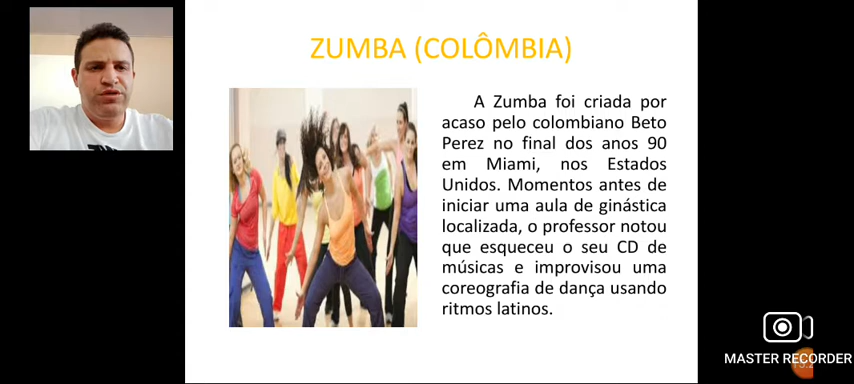 ZUMBA (COLÔMBIA)
A Zumba foi criada por
acaso pelo colombiano Beto
Perez no final dos anos 90
em Miami, nos Estados
Unidos. Momentos antes de
iniciar uma aula de ginástica
localizada, o professor notou
que esqueceu o seu CD de
músicas e improvisou uma
coreografia de dança usando
ritmos latinos.
MASTER RECORDER